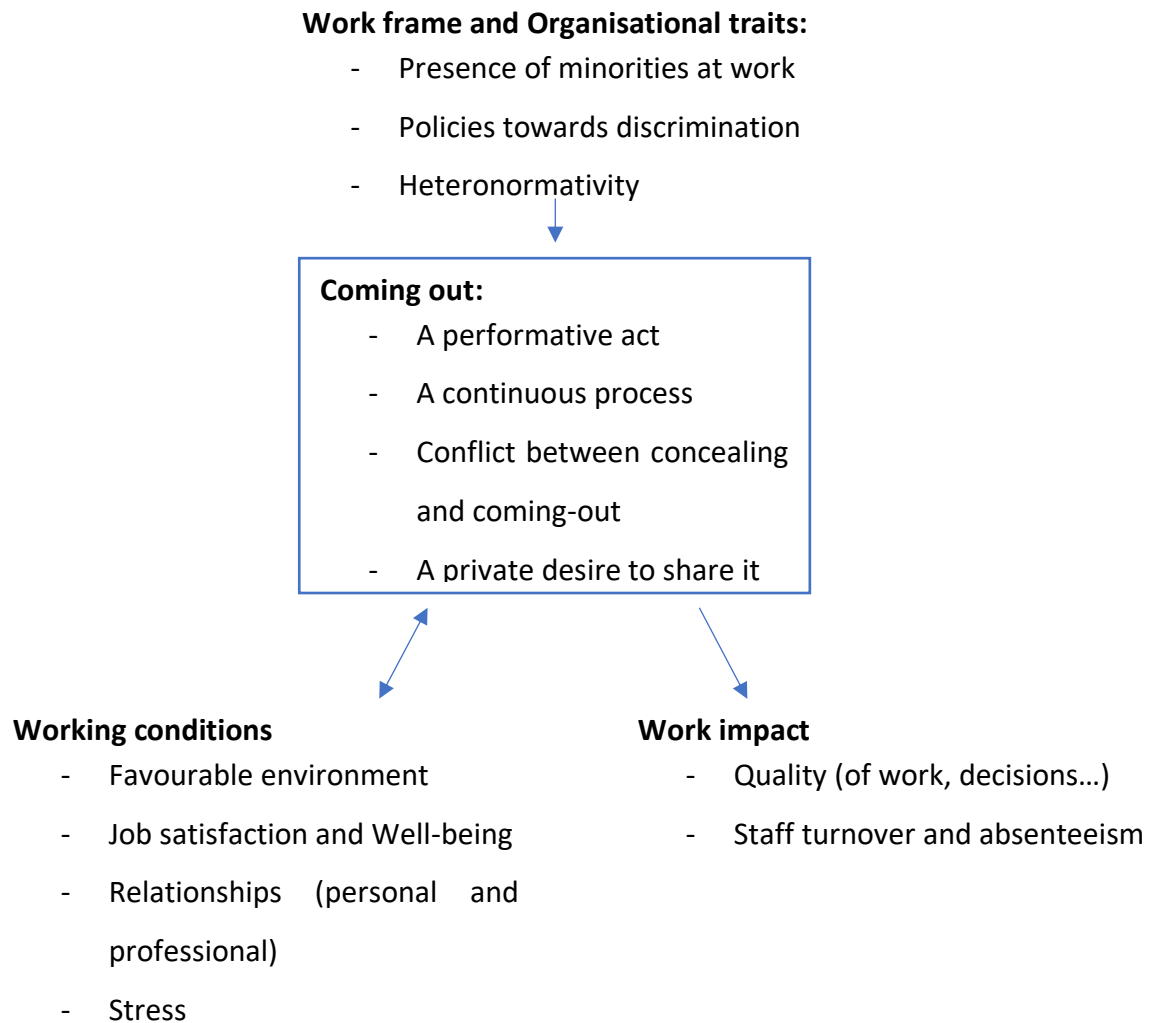 Work frame and Organisational traits:
- Presence of minorities at work
- Policies towards discrimination
- Heteronormativity
Coming out:
- A performative act
- A continuous process
- Conflict between concealing
and coming-out
- A private desire to share it
Working conditions
- Favourable environment
- Job satisfaction and Well-being
- Relationships (personal and
professional)
- Stress
Work impact
- Quality (of work, decisions…)
- Staff turnover and absenteeism